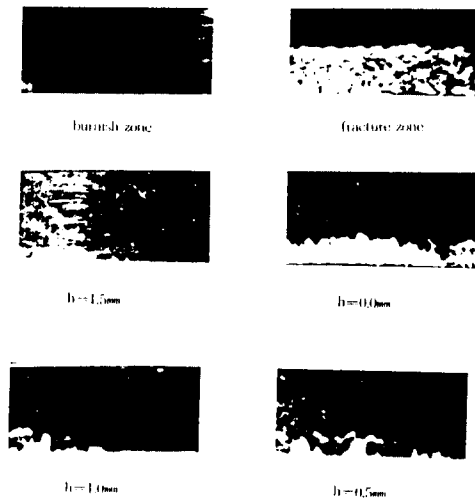 burnish zone
fracture zone
h=1.5mm
h=0.0mm
h=1.0mm
h=0.5mm